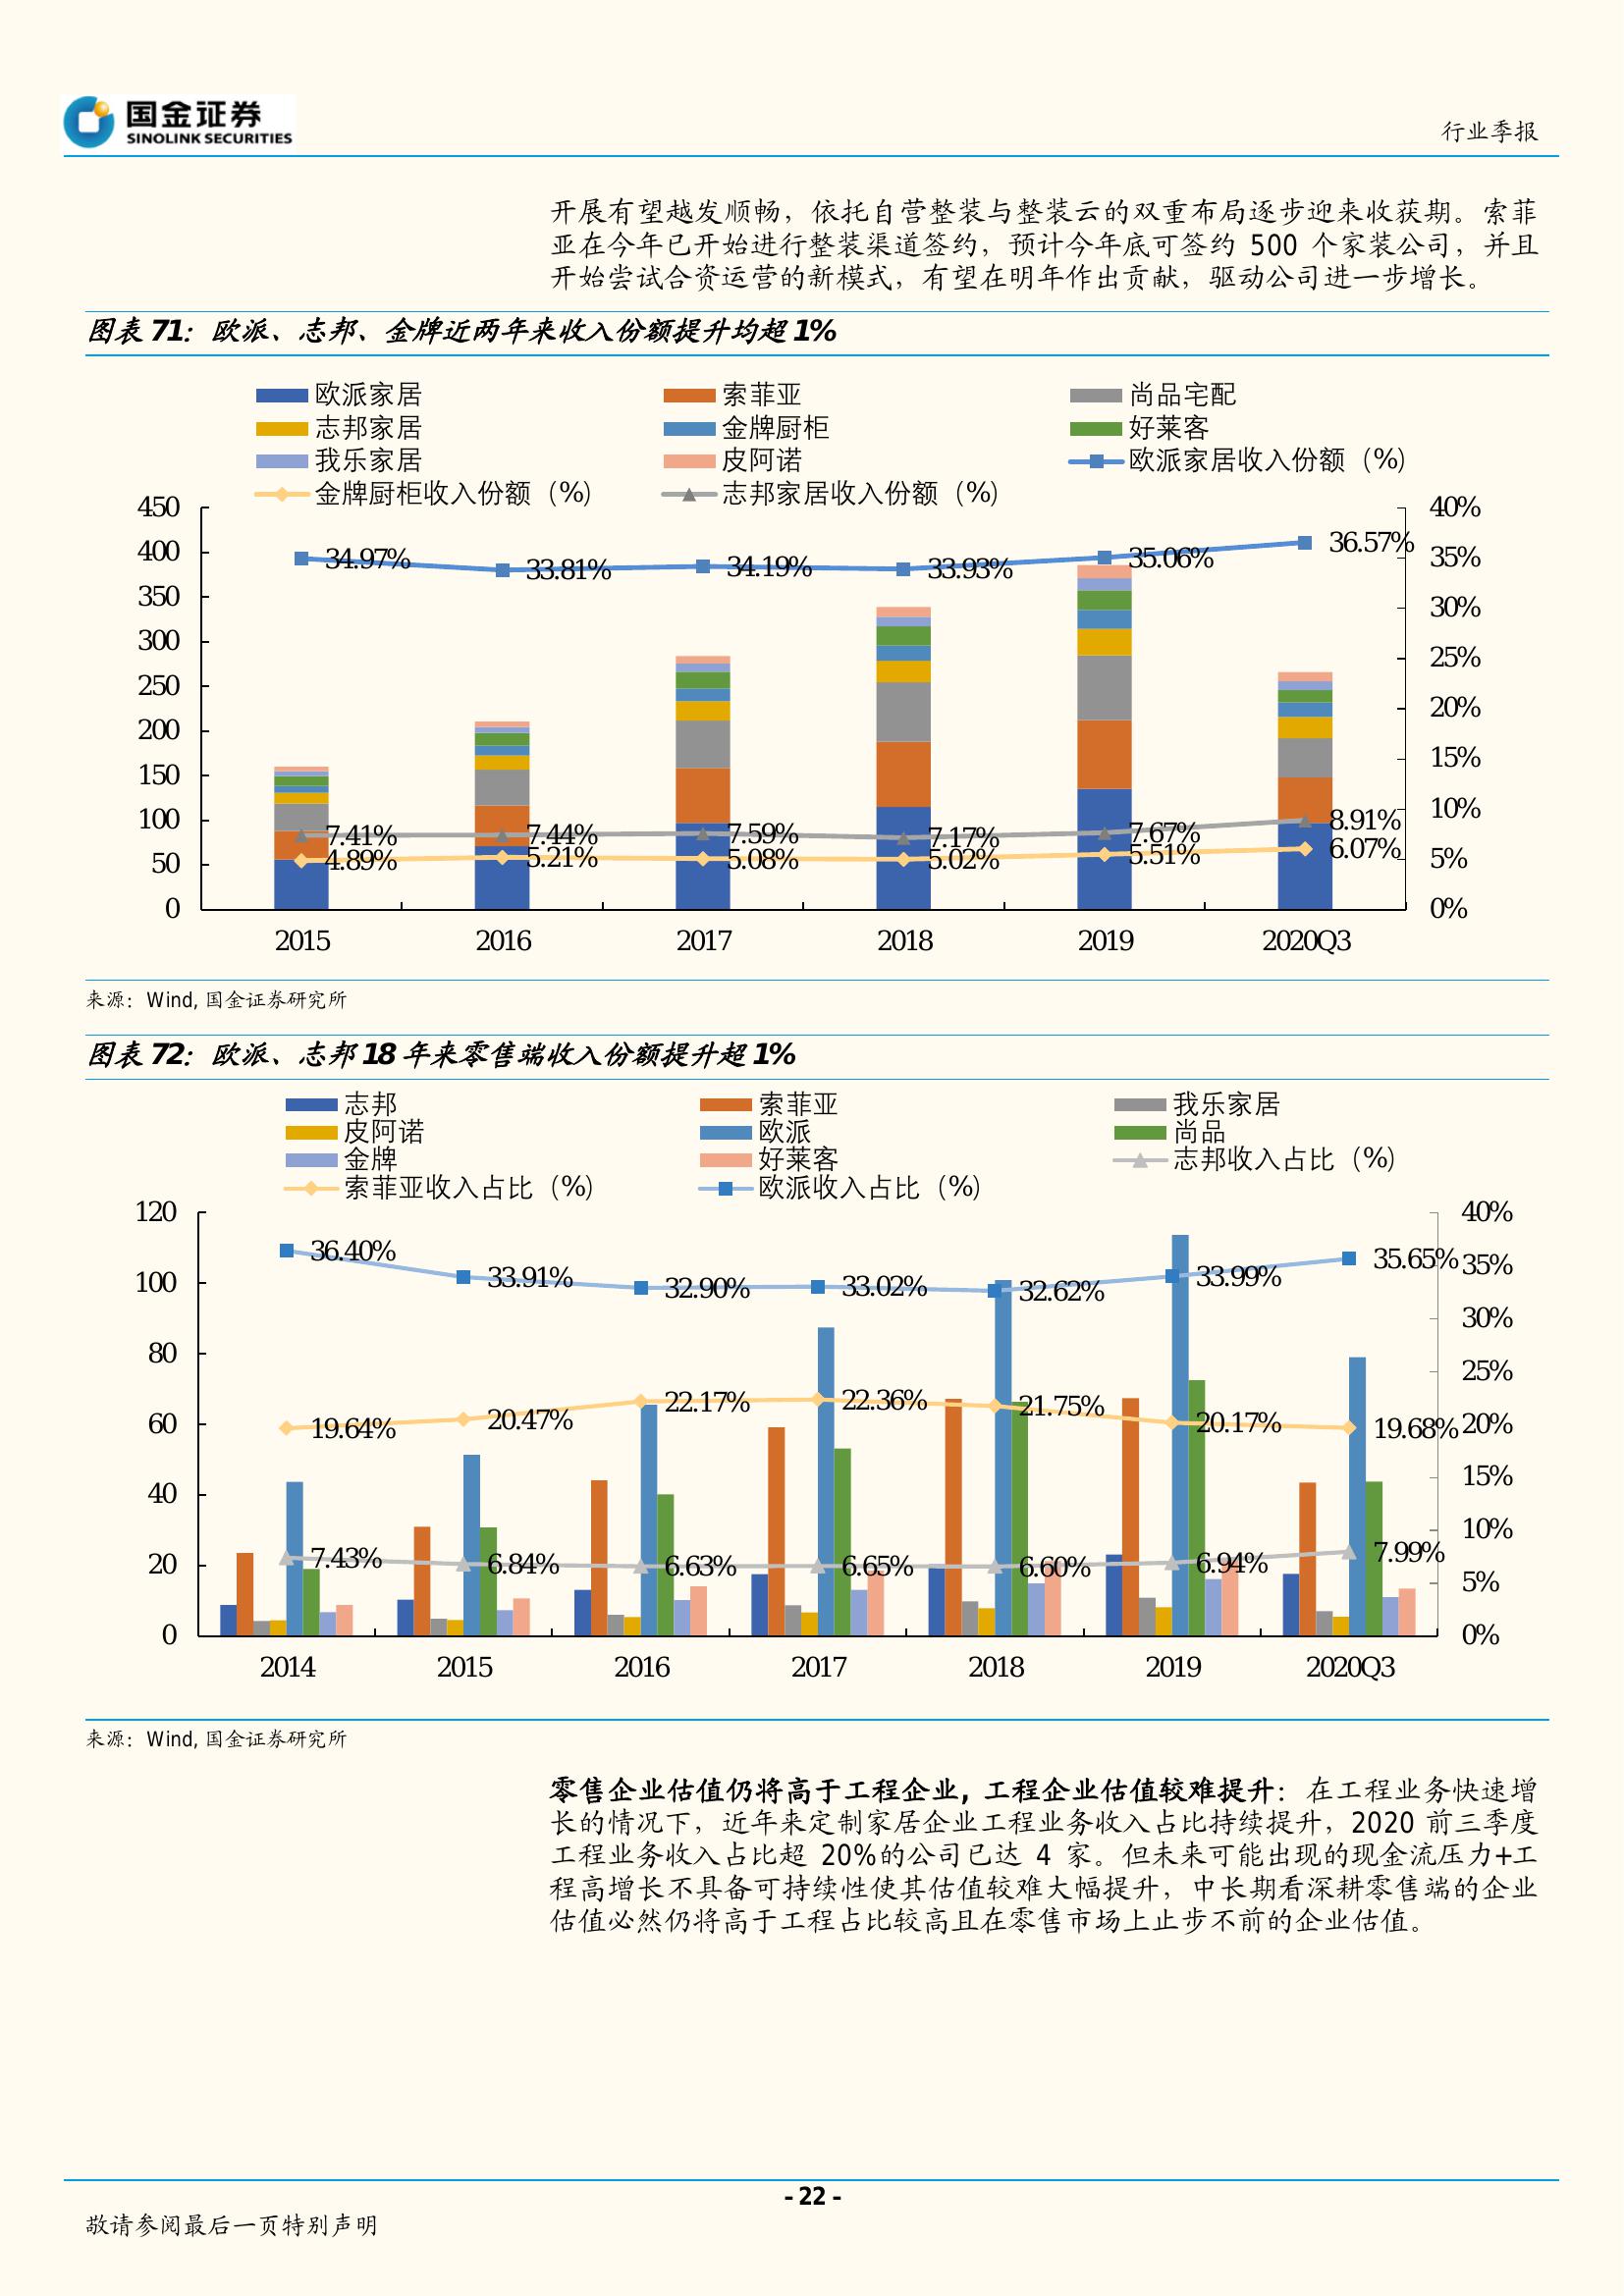 国金证券
SINOLINK SECURITIES
行业季报
开展有望越发顺畅，依托自营整装与整装云的双重布局逐步迎来收获期。索菲
亚在今年已开始进行整装渠道签约，预计今年底可签约 500 个家装公司，并且
开始尝试合资运营的新模式，有望在明年作出贡献，驱动公司进一步增长。
图表 71：欧派、志邦、金牌近两年来收入份额提升均超 1%
欧派家居 索菲亚 尚品宅配
志邦家居 金牌厨柜 好莱客
我乐家居 皮阿诺 欧派家居收入份额（%）
金牌厨柜收入份额（%） 志邦家居收入份额（%）
450 40%
400 35%
350 30%
300 25%
250 20%
200 15%
150 10%
100 5%
50 0%
0
34.97% 33.81% 34.19% 33.93% 35.06% 36.57%
7.41% 7.44% 7.59% 7.17% 7.67% 8.91%
4.89% 5.21% 5.08% 5.02% 5.51% 6.07%
2015 2016 2017 2018 2019 2020Q3
来源：Wind, 国金证券研究所
图表 72：欧派、志邦 18 年来零售端收入份额提升超 1%
志邦 索菲亚 我乐家居
皮阿诺 欧派 尚品
金牌 好莱客 志邦收入占比（%）
索菲亚收入占比（%） 欧派收入占比（%）
120 40%
100 35%
80 30%
60 25%
40 20%
20 15%
0 10%
5%
0%
36.40% 33.91% 32.90% 33.02% 32.62% 33.99% 35.65%
19.64% 20.47% 22.17% 22.36% 21.75% 20.17% 19.68%
7.43% 6.84% 6.63% 6.65% 6.60% 6.94% 7.99%
2014 2015 2016 2017 2018 2019 2020Q3
来源：Wind, 国金证券研究所
零售企业估值仍将高于工程企业，工程企业估值较难提升：在工程业务快速增
长的情况下，近年来定制家居企业工程业务收入占比持续提升，2020 前三季度
工程业务收入占比超 20%的公司已达 4 家。但未来可能出现的现金流压力+工
程高增长不具备可持续性使其估值较难大幅提升，中长期看深耕零售端的企业
估值必然仍将高于工程占比较高且在零售市场上止步不前的企业估值。
- 22 -
敬请参阅最后一页特别声明